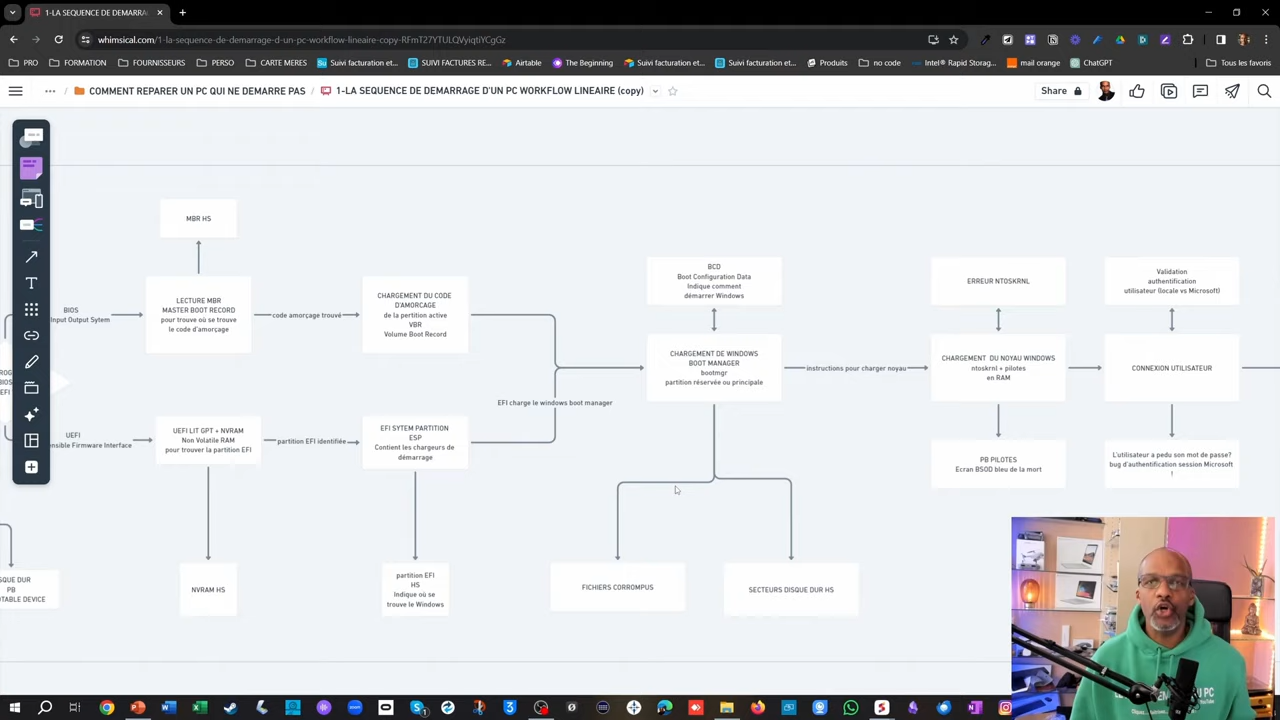 1-LA SEQUENCE DE DEMARRA
whimsical.com/1-la-sequence-de-demarrage-d-un-pc-workflow-lineaire-copy-RFmT27YTULQVyiqtiYCgGz
PRO
FORMATION
FOURNISSEURS
PERSO
CARTE MERES
Suivi facturation et...
SUIVI FACTURES RE...
Airtable
The Beginning
Suivi facturation et...
Suivi facturation et...
Produits
no code
Intel® Rapid Storag...
mail orange
ChatGPT
Tous les favoris
... / COMMENT REPARER UN PC QUI NE DEMARRE PAS / 1-LA SEQUENCE DE DEMARRAGE D'UN PC WORKFLOW LINEAIRE (copy)
Share
MBR HS
BIOS
Input Output Sytem
LECTURE MBR
MASTER BOOT RECORD
pour trouve où se trouve
le code d'amorçage
code amorçage trouvé
CHARGEMENT DU CODE
D'AMORCAGE
de la pertition active
VBR
Volume Boot Record
BCD
Boot Configuration Data
Indique comment
démarrer Windows
ERREUR NTOSKRNL
Validation
authentification
utilisateur (locale vs Microsoft)
CHARGEMENT DE WINDOWS
BOOT MANAGER
bootmgr
partition réservée ou principale
instructions pour charger noyau
CHARGEMENT DU NOYAU WINDOWS
ntoskrnl + pilotes
en RAM
CONNEXION UTILISATEUR
EFI charge le windows boot manager
UEFI
nsible Firmware Interface
UEFI LIT GPT + NVRAM
Non Volatile RAM
pour trouver la partition EFI
partition EFI identifiée
EFI SYTEM PARTITION
ESP
Contient les chargeurs de
démarrage
PB PILOTES
Ecran BSOD bleu de la mort
L'utilisateur a pedu son mot de passe?
bug d'authentification session Microsoft
!
SQUE DUR
PB
OTABLE DEVICE
NVRAM HS
partition EFI
HS
Indique où se
trouve le Windows
FICHIERS CORROMPUS
SECTEURS DISQUE DUR HS